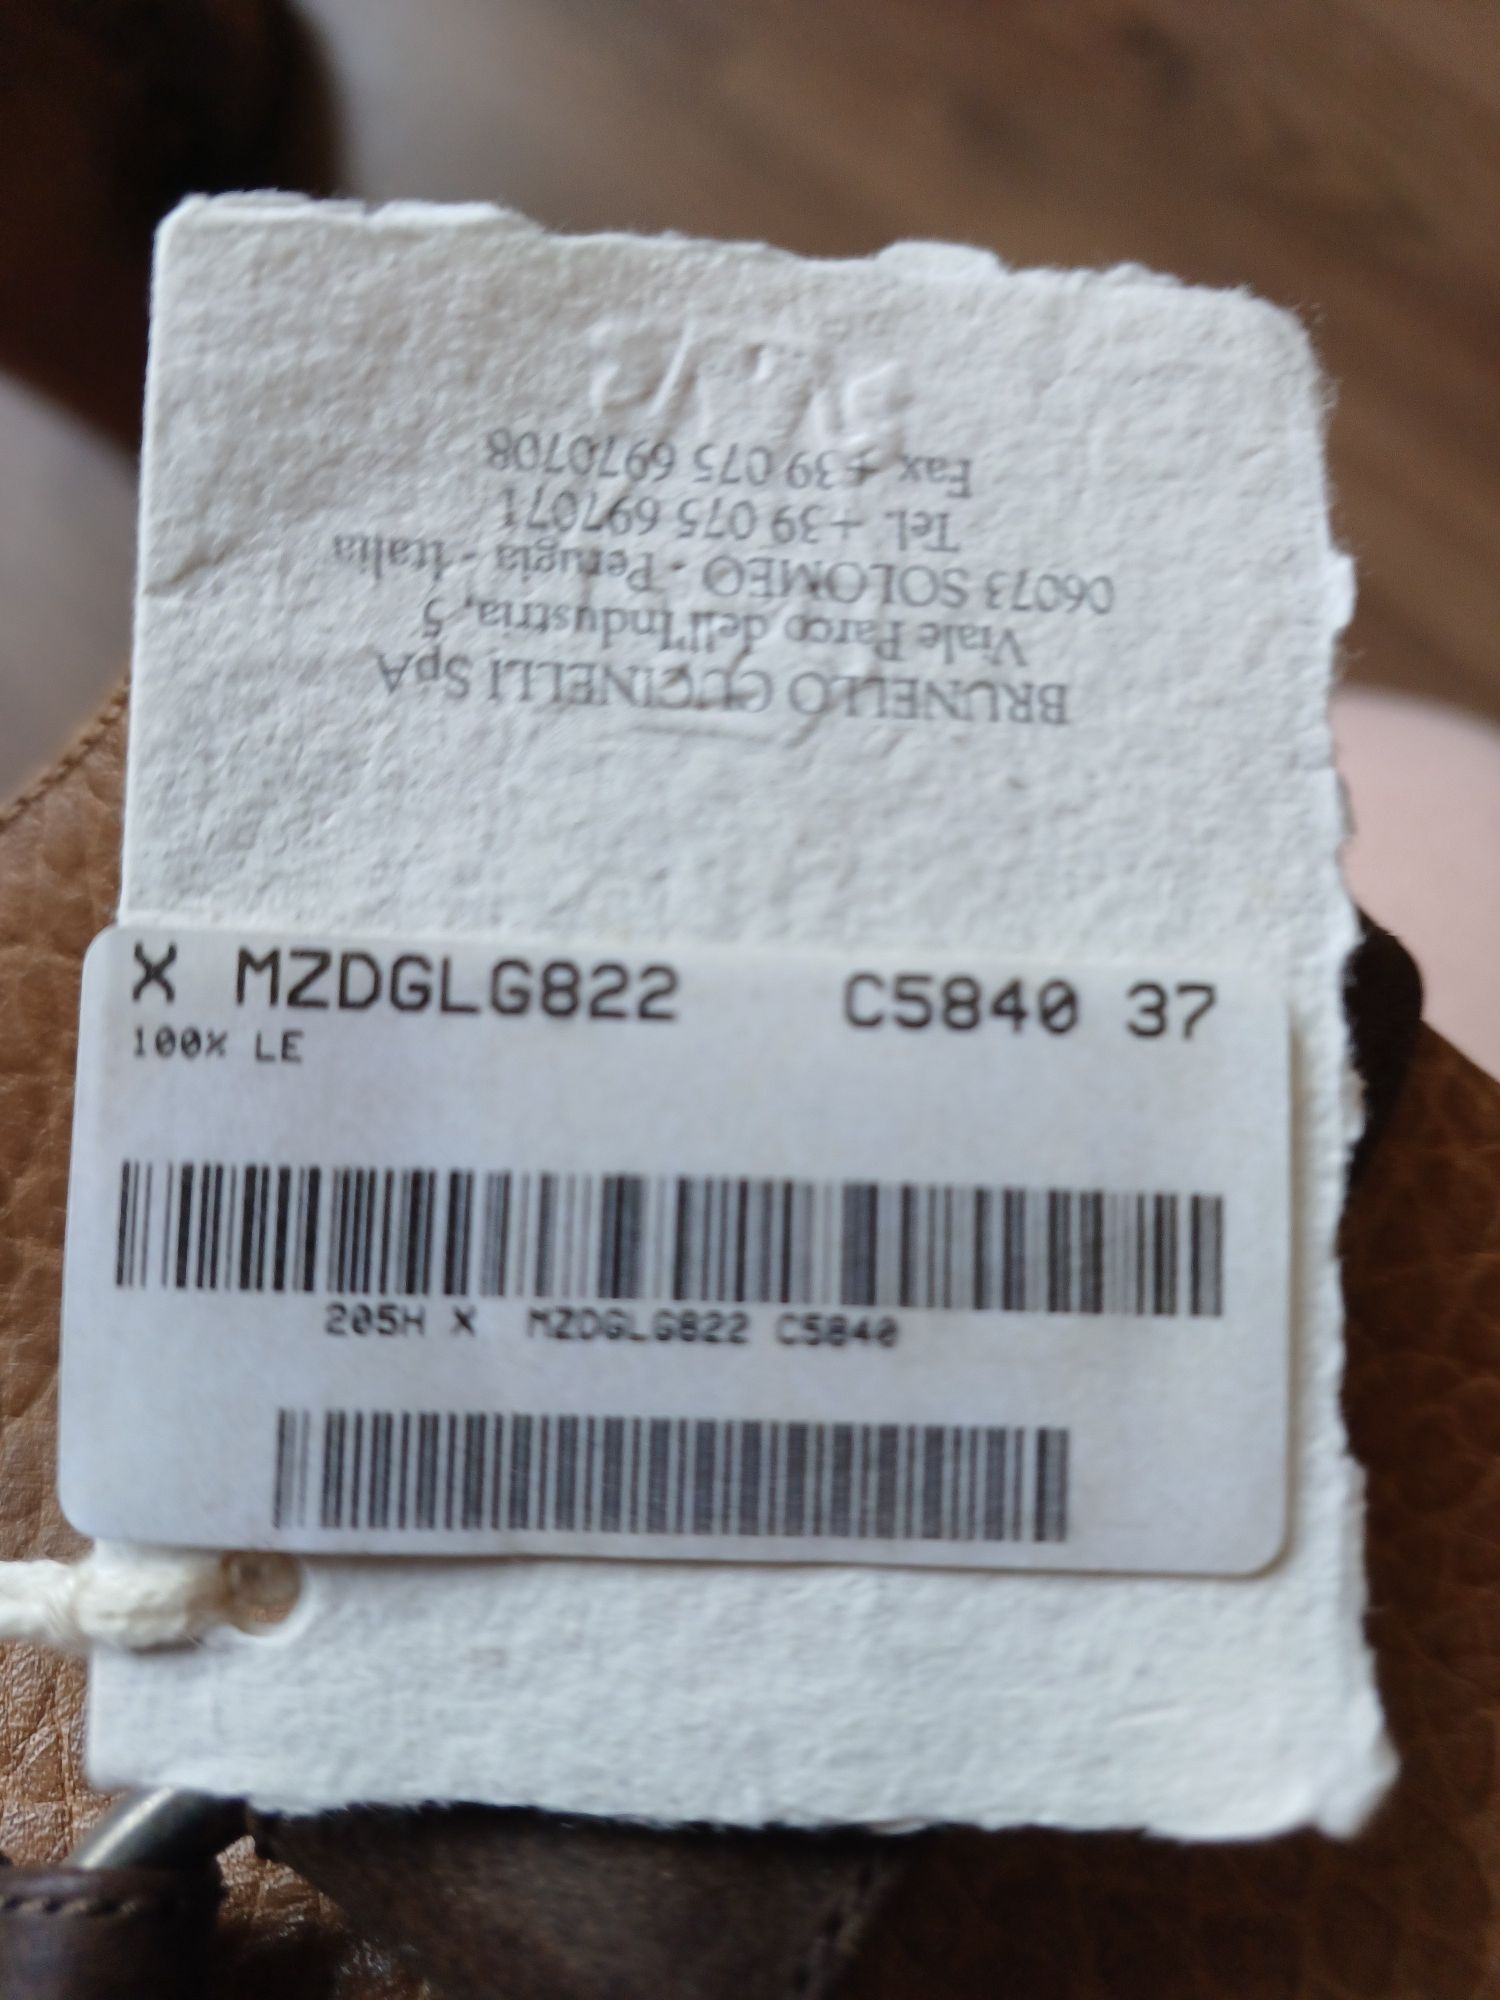 BRUNELLO CUCINELLI SpA
Viale Parco dell'Industria, 5
06073 SOLOMEO - Perugia - Italia
Tel. +39 075 697071
Fax +39 075 6970708
X MZDGLG822 C5840 37
100% LE
205H X MZDGLG822 C5840